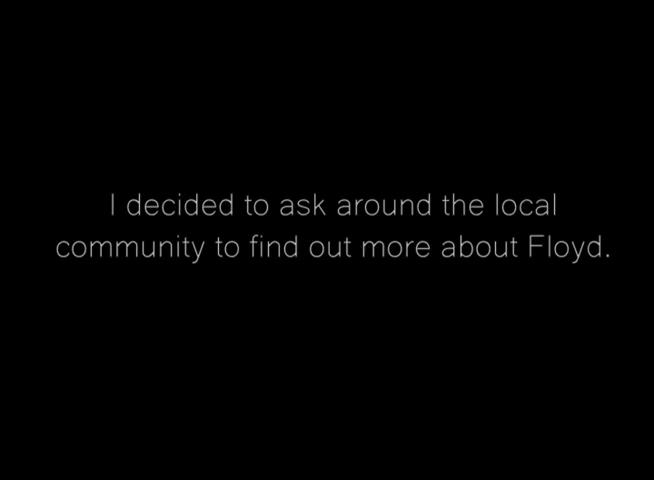 I decided to ask around the local
community to find out more about Floyd.